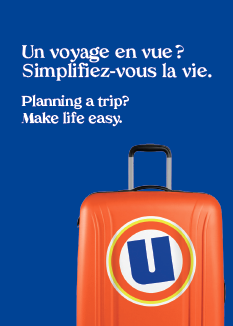 Un voyage en vue ?
Simplifiez-vous la vie.
Planning a trip?
Make life easy.
u